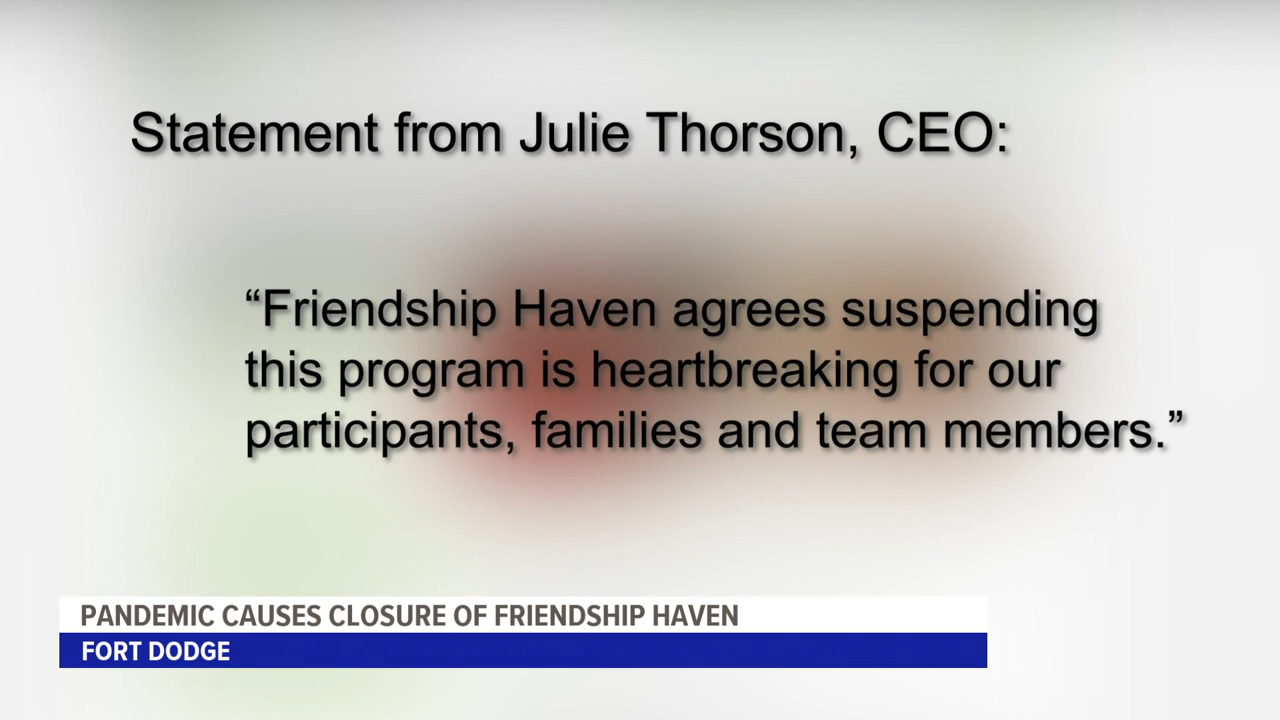 Statement from Julie Thorson, CEO:
“Friendship Haven agrees suspending
this program is heartbreaking for our
participants, families and team members.”
PANDEMIC CAUSES CLOSURE OF FRIENDSHIP HAVEN
FORT DODGE